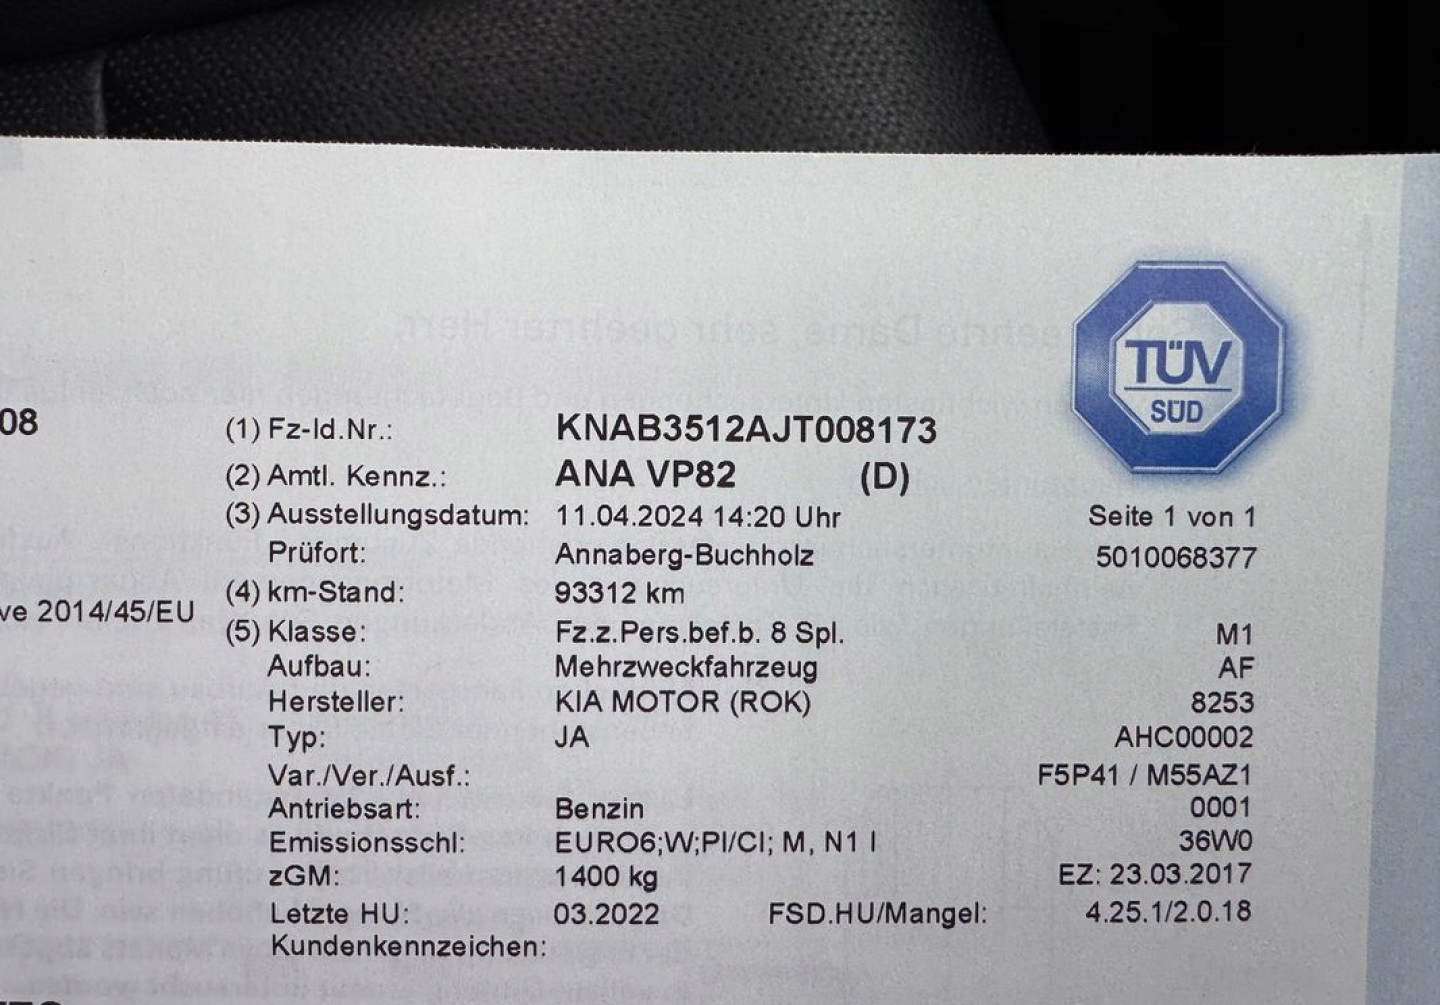 TÜV
SÜD
08 (1) Fz-Id.Nr.: KNAB3512AJT008173
(2) Amtl. Kennz.: ANA VP82 (D)
(3) Ausstellungsdatum: 11.04.2024 14:20 Uhr Seite 1 von 1
Prüfort: Annaberg-Buchholz 5010068377
ve 2014/45/EU (4) km-Stand: 93312 km
(5) Klasse: Fz.z.Pers.bef.b. 8 Spl. M1
Aufbau: Mehrzweckfahrzeug AF
Hersteller: KIA MOTOR (ROK) 8253
Typ: JA AHC00002
Var./Ver./Ausf.: F5P41 / M55AZ1
Antriebsart: Benzin 0001
Emissionsschl: EURO6;W;PI/CI; M, N1 I 36W0
zGM: 1400 kg EZ: 23.03.2017
Letzte HU: 03.2022 FSD.HU/Mangel: 4.25.1/2.0.18
Kundenkennzeichen: